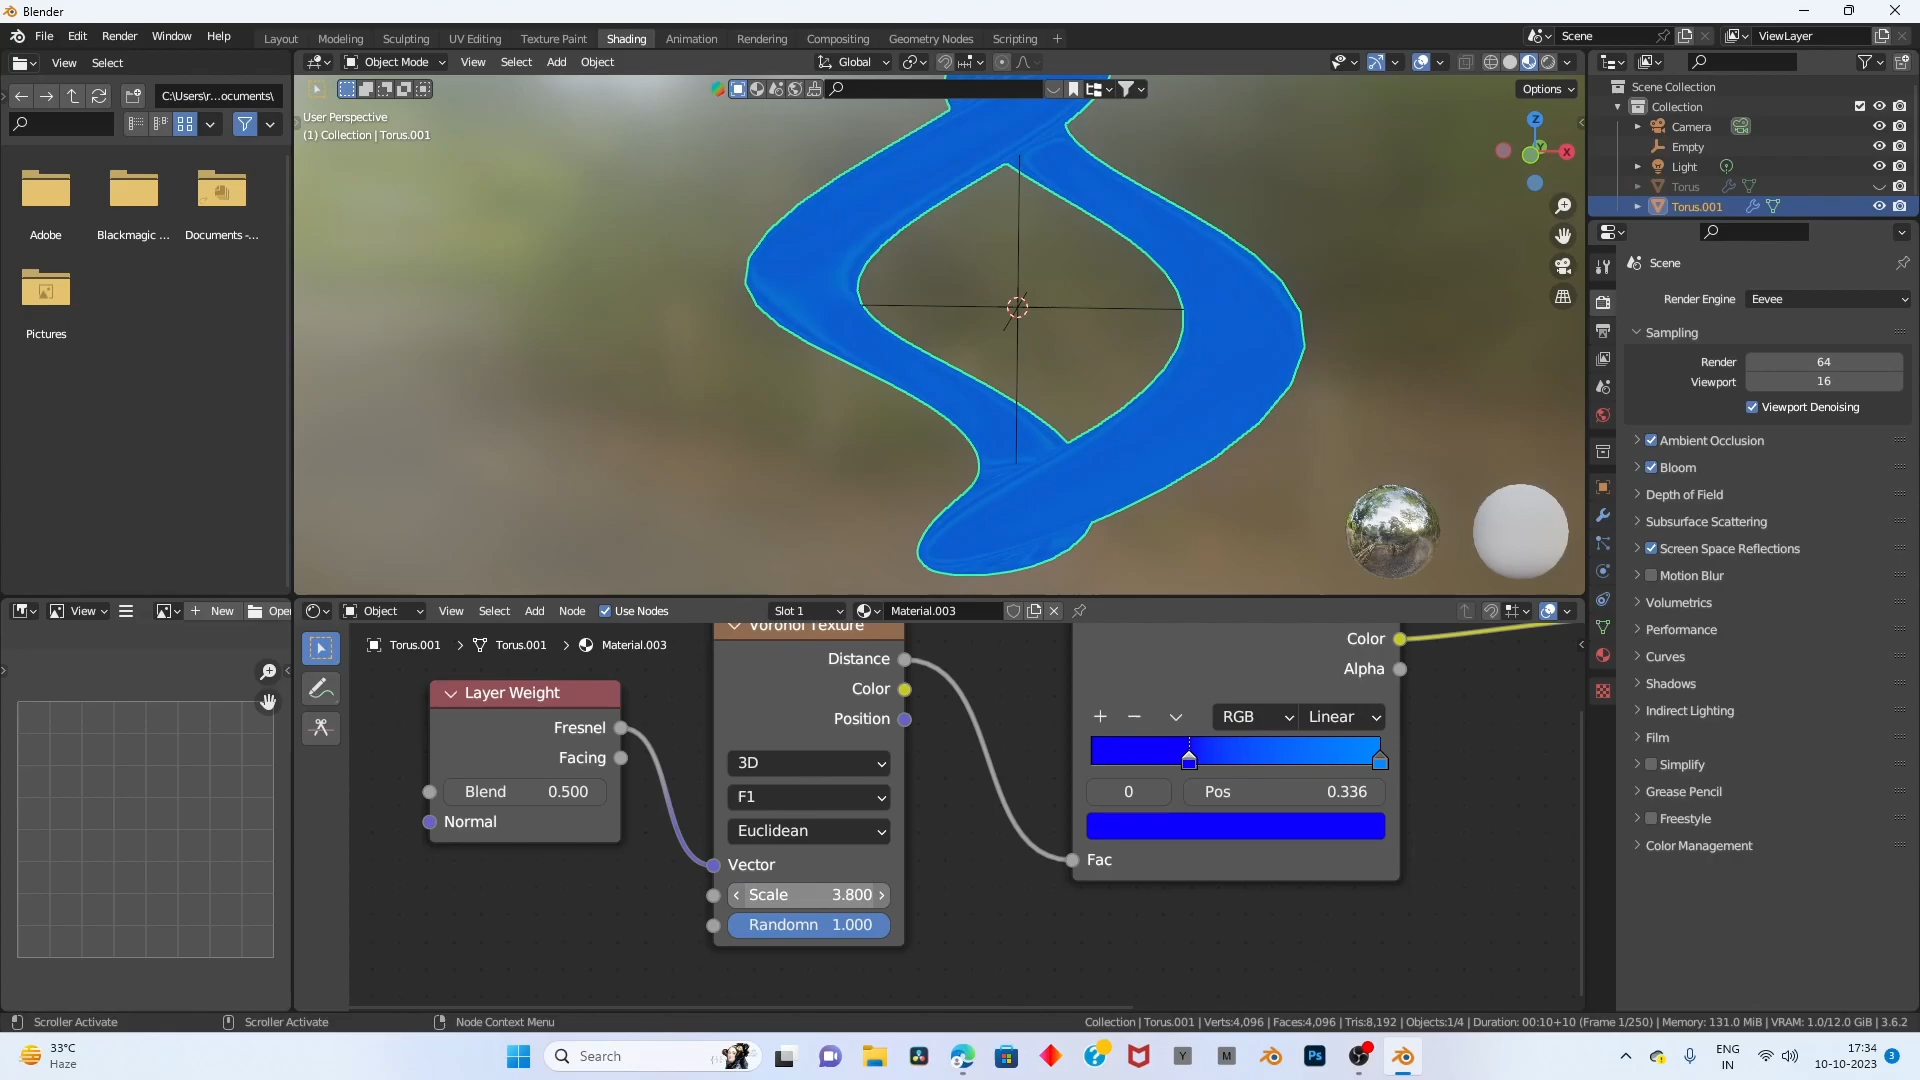 Blender
File Edit Render Window Help
Layout Modeling Sculpting UV Editing Texture Paint Shading Animation Rendering Compositing Geometry Nodes Scripting
Scene
ViewLayer
View Select
Object Mode View Select Add Object
Global
C:\Users\r...ocuments\
Options
User Perspective
(1) Collection | Torus.001
Z
Y
X
Adobe
Blackmagic ...
Documents -...
Pictures
Scene Collection
Collection
Camera
Empty
Light
Torus
Torus.001
Scene
Render Engine Eevee
Sampling
Render 64
Viewport 16
Viewport Denoising
Ambient Occlusion
Bloom
Depth of Field
Subsurface Scattering
Screen Space Reflections
Motion Blur
Volumetrics
Performance
Curves
Shadows
Indirect Lighting
Film
Simplify
Grease Pencil
Freestyle
Color Management
View New Open
Object View Select Add Node Use Nodes Slot 1 Material.003
Torus.001 Torus.001 Material.003
Layer Weight
Fresnel
Facing
Blend 0.500
Normal
Voronoi Texture
Distance
Color
Position
3D
F1
Euclidean
Vector
Scale 3.800
Randomn 1.000
Color
Alpha
RGB Linear
0 Pos 0.336
Fac
Scroller Activate Scroller Activate Node Context Menu
Collection | Torus.001 | Verts:4,096 | Faces:4,096 | Tris:8,192 | Objects:1/4 | Duration: 00:10+10 (Frame 1/250) | Memory: 131.0 MiB | VRAM: 1.0/12.0 GiB | 3.6.2
33°C
Haze
Search
Y
M
Ps
ENG
IN
17:34
10-10-2023
3